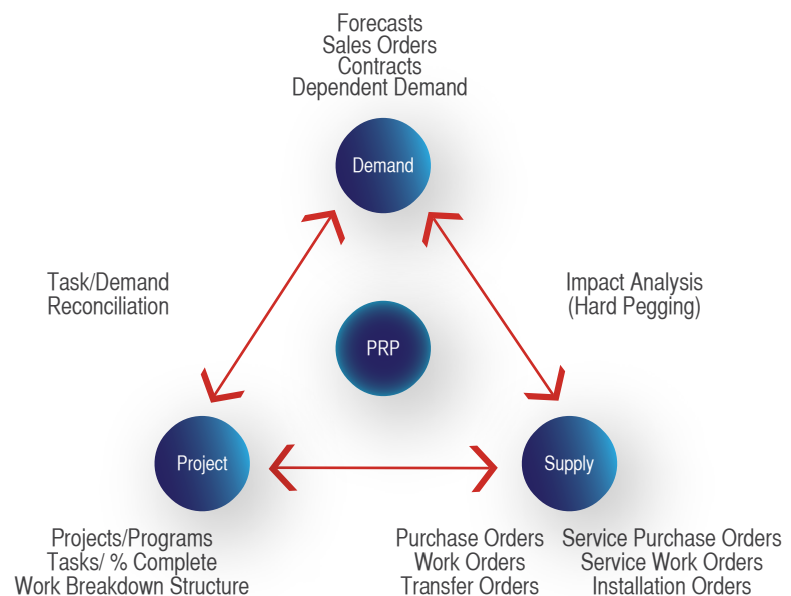 Forecasts
Sales Orders
Contracts
Dependent Demand
Demand
Task/Demand
Reconciliation
Impact Analysis
(Hard Pegging)
PRP
Project
Supply
Projects/Programs
Tasks/ % Complete
Work Breakdown Structure
Purchase Orders
Work Orders
Transfer Orders
Service Purchase Orders
Service Work Orders
Installation Orders